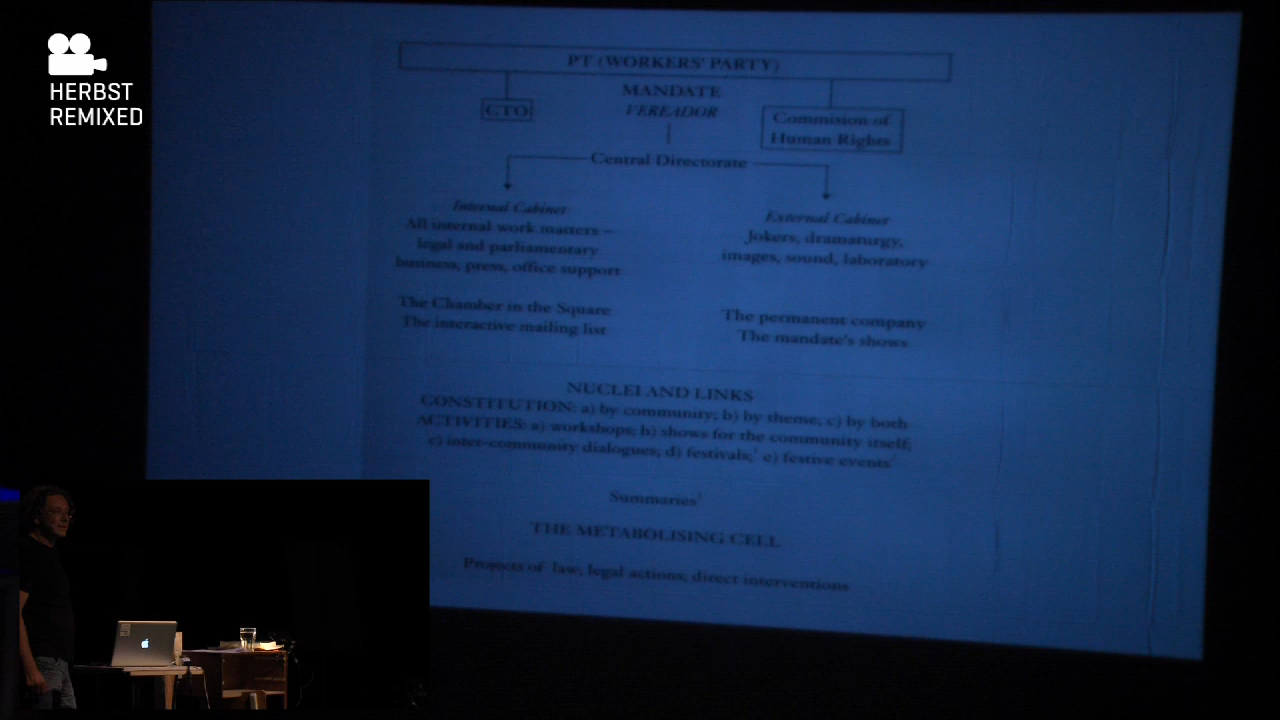 HERBST
REMIXED
PT (WORKERS' PARTY)
MANDATE
CTO
VEREADOR
Commision of
Human Rights
Central Directorate
Internal Cabinet
All internal work matters –
legal and parliamentary
business, press, office support
External Cabinet
Jokers, dramaturgy,
images, sound, laboratory
The Chamber in the Square
The interactive mailing list
The permanent company
The mandate's shows
NUCLEI AND LINKS
CONSTITUTION: a) by community; b) by theme; c) by both
ACTIVITIES: a) workshops; b) shows for the community itself;
c) inter-community dialogues; d) festivals;¹ e) festive events²
Summaries³
THE METABOLISING CELL
Projects of law; legal actions; direct interventions